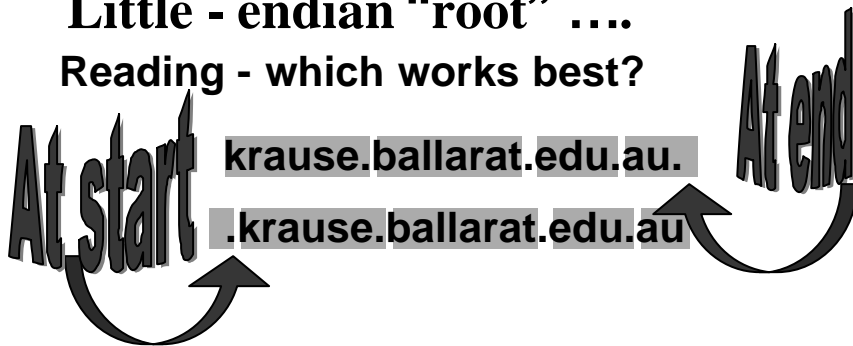 Little - endian “root” ….
Reading - which works best?
At start
krause.ballarat.edu.au.
At end
.krause.ballarat.edu.au